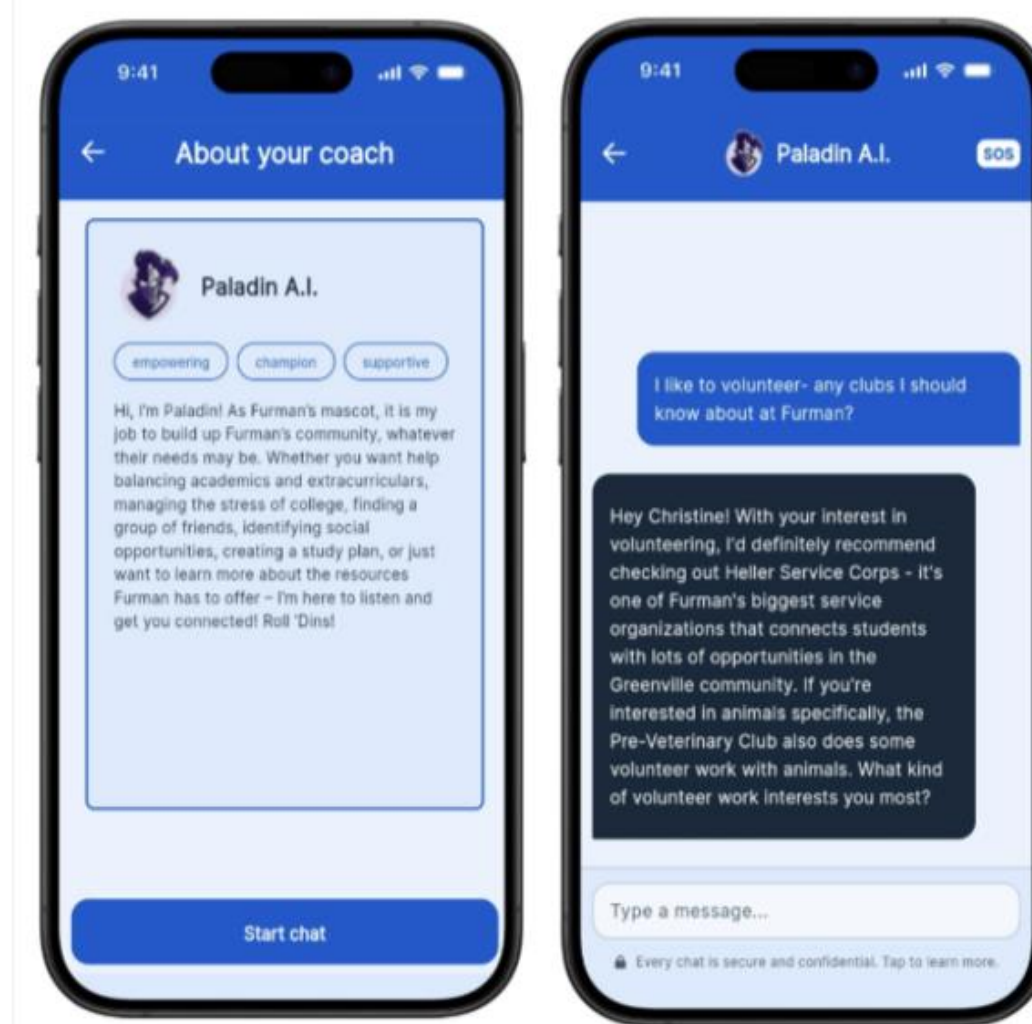 9:41
About your coach
Paladin A.I.
empowering
champion
supportive
Hi, I'm Paladin! As Furman's mascot, it is my
job to build up Furman's community, whatever
their needs may be. Whether you want help
balancing academics and extracurriculars,
managing the stress of college, finding a
group of friends, identifying social
opportunities, creating a study plan, or just
want to learn more about the resources
Furman has to offer – I'm here to listen and
get you connected! Roll 'Dins!
Start chat
9:41
Paladin A.I.
SOS
I like to volunteer- any clubs I should
know about at Furman?
Hey Christine! With your interest in
volunteering, I'd definitely recommend
checking out Heller Service Corps - it's
one of Furman's biggest service
organizations that connects students
with lots of opportunities in the
Greenville community. If you're
interested in animals specifically, the
Pre-Veterinary Club also does some
volunteer work with animals. What kind
of volunteer work interests you most?
Type a message...
Every chat is secure and confidential. Tap to learn more.